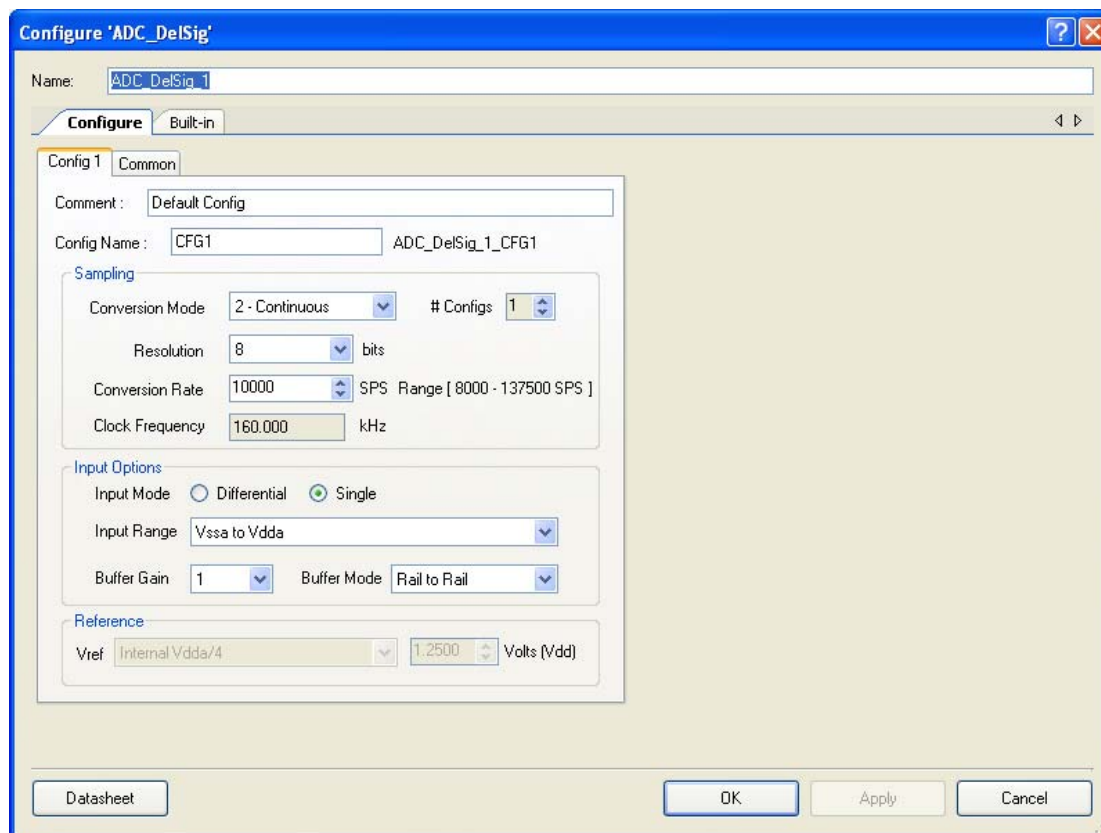 Configure 'ADC_DelSig'
Name: ADC_DelSig_1
Configure Built-in
Config 1 Common
Comment : Default Config
Config Name : CFG1 ADC_DelSig_1_CFG1
Sampling
Conversion Mode 2 - Continuous # Configs 1
Resolution 8 bits
Conversion Rate 10000 SPS Range [ 8000 - 137500 SPS ]
Clock Frequency 160.000 kHz
Input Options
Input Mode Differential Single
Input Range Vssa to Vdda
Buffer Gain 1 Buffer Mode Rail to Rail
Reference
Vref Internal Vdda/4 1.2500 Volts (Vdd)
Datasheet OK Apply Cancel